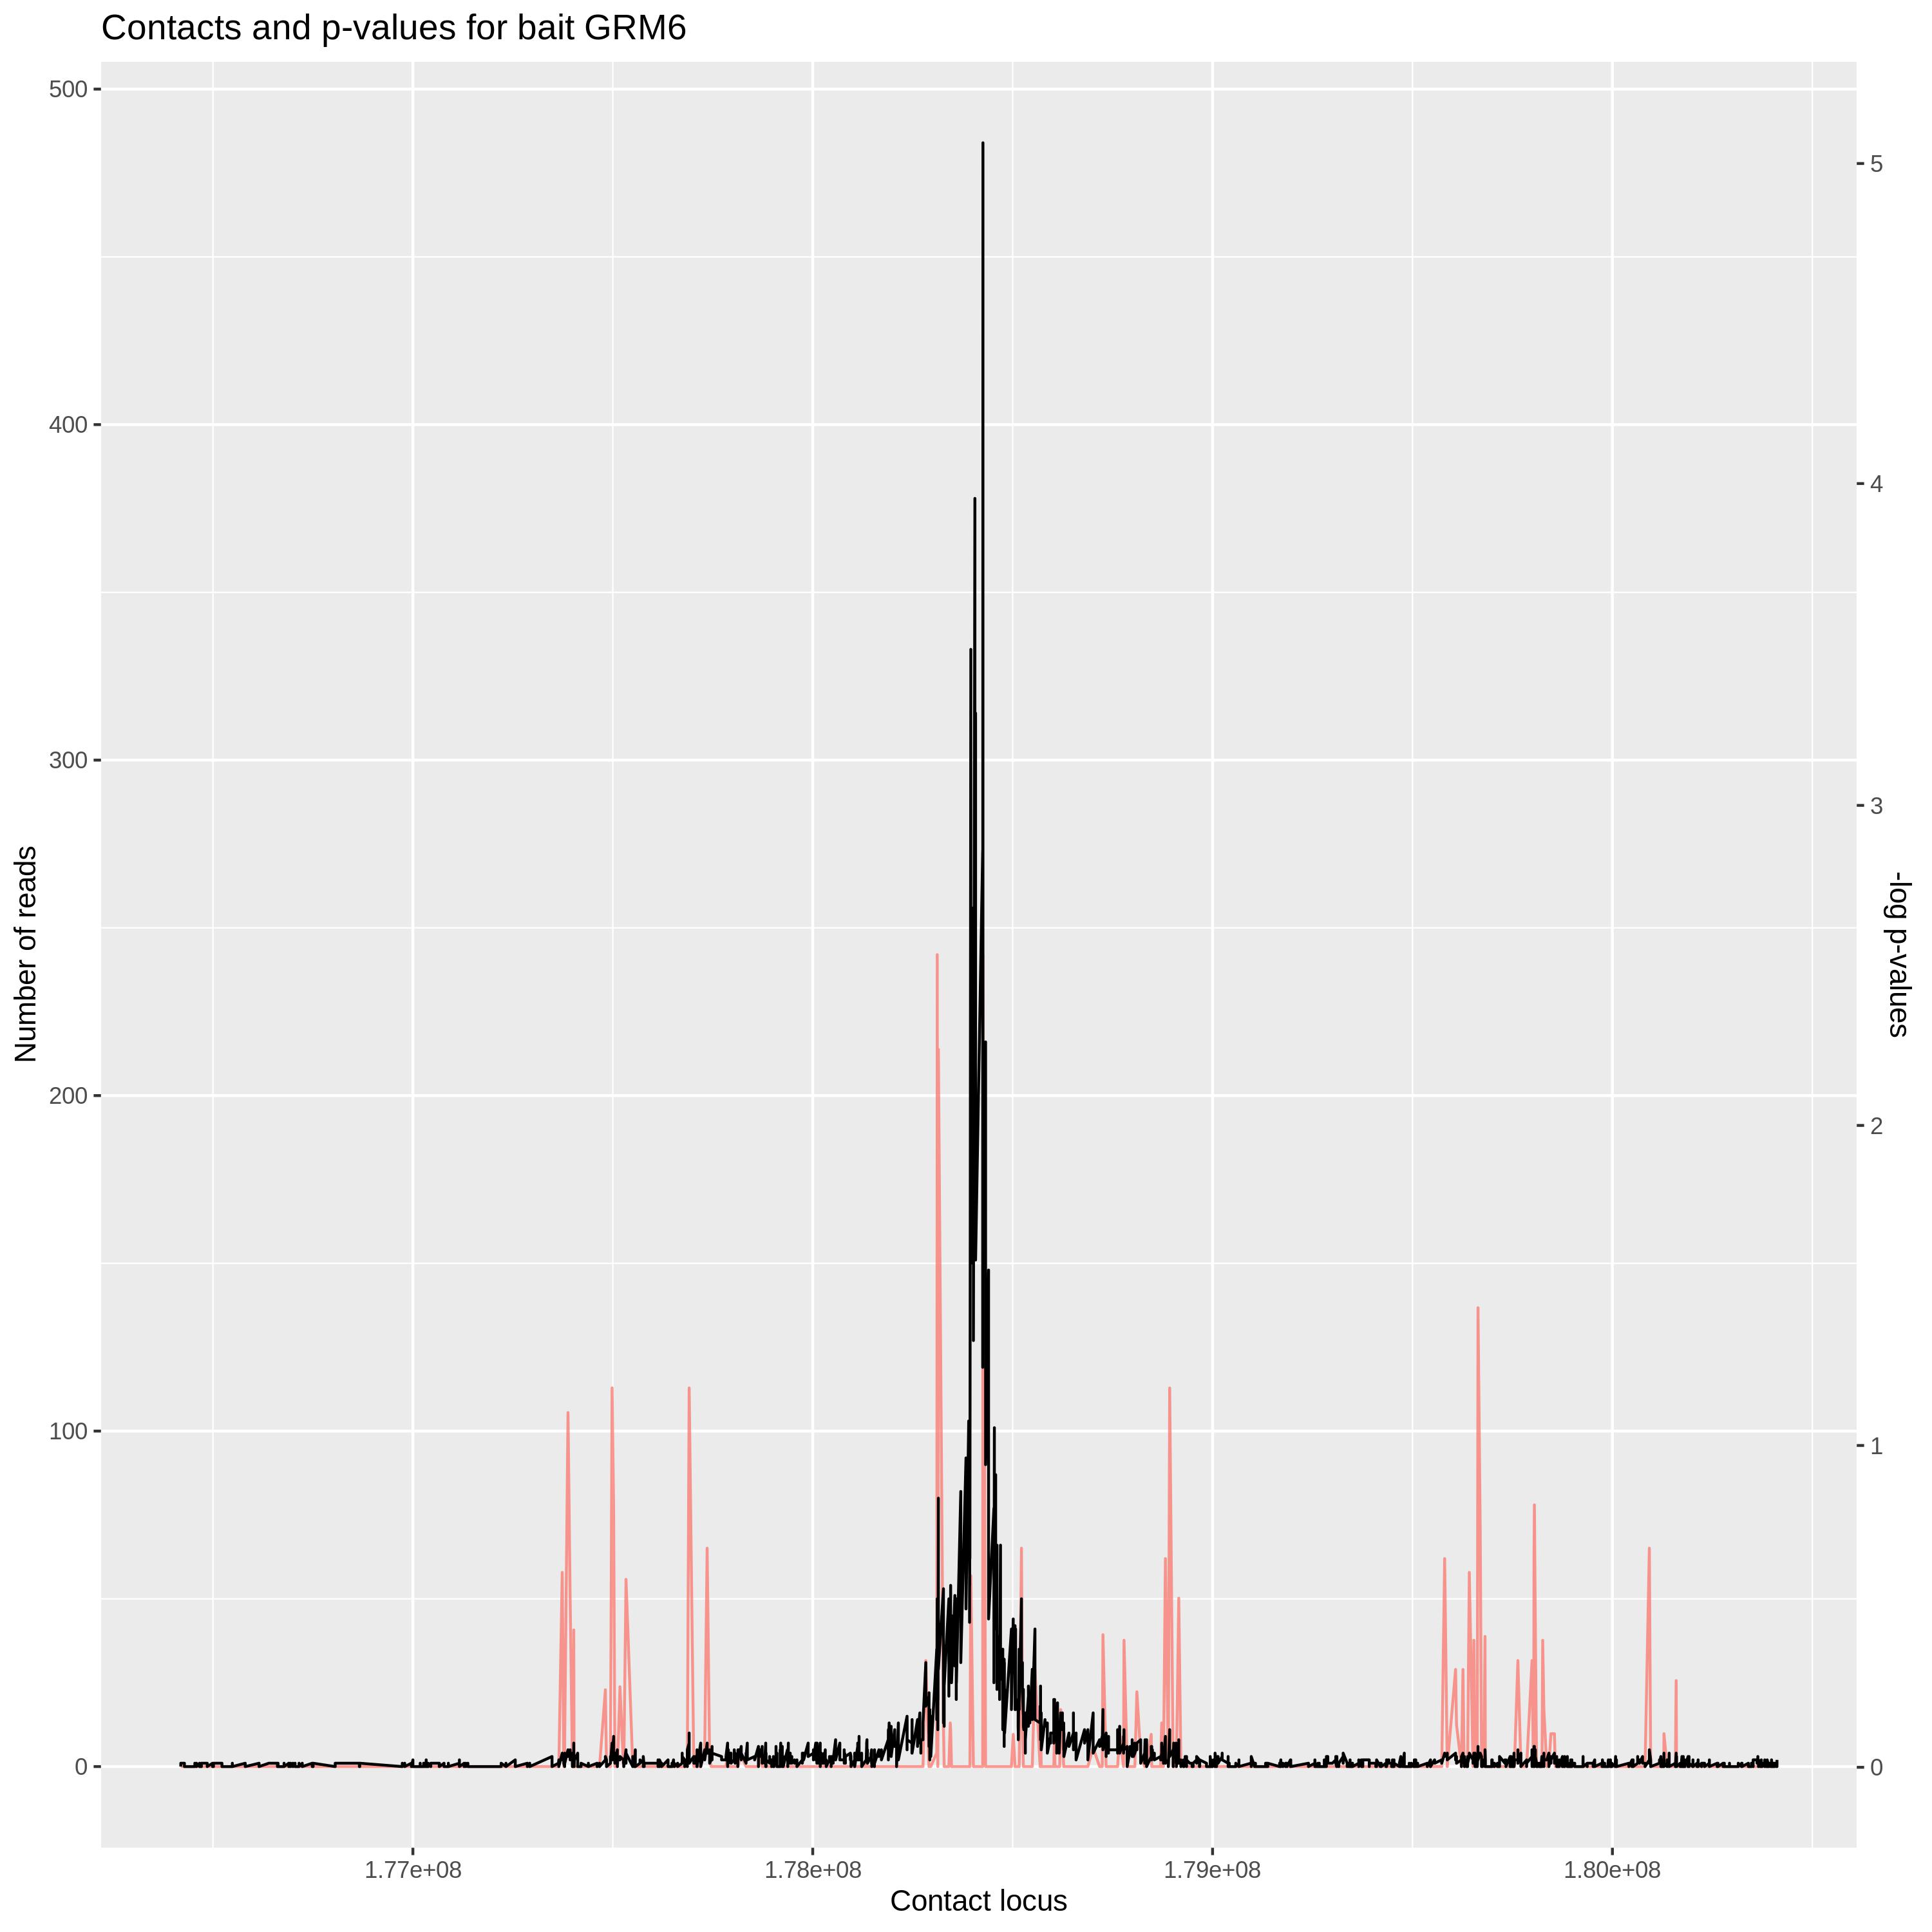 Contacts and p-values for bait GRM6
500
400
300
200
100
0
Number of reads
5
4
3
2
1
0
-log p-values
1.77e+08
1.78e+08
1.79e+08
1.80e+08
Contact locus